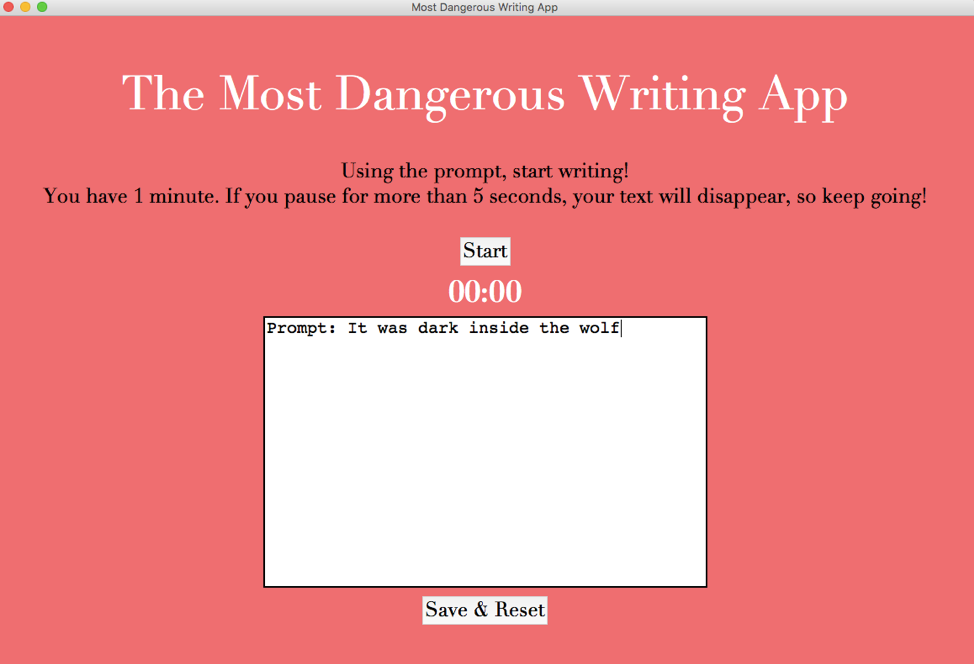 Most Dangerous Writing App
The Most Dangerous Writing App
Using the prompt, start writing!
You have 1 minute. If you pause for more than 5 seconds, your text will disappear, so keep going!
Start
00:00
Prompt: It was dark inside the wolf
Save & Reset